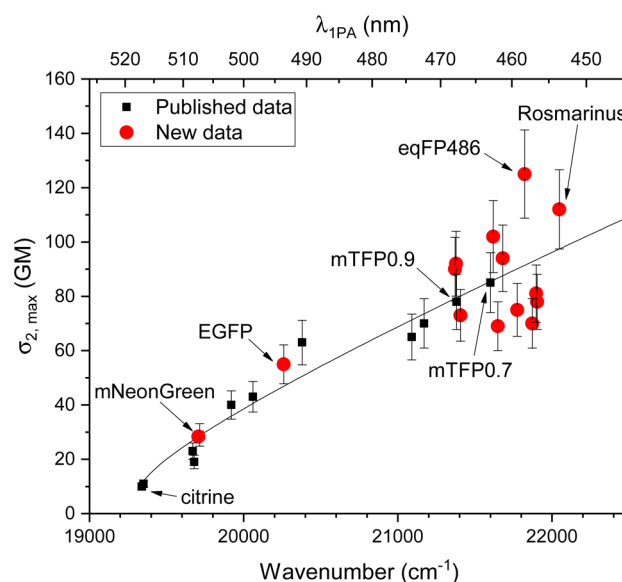 λ1PA (nm)
520 510 500 490 480 470 460 450
160
140
120
100
80
60
40
20
0
σ2, max (GM)
Published data
New data
Rosmarinus
eqFP486
mTFP0.9
EGFP
mTFP0.7
mNeonGreen
citrine
19000 20000 21000 22000
Wavenumber (cm-1)